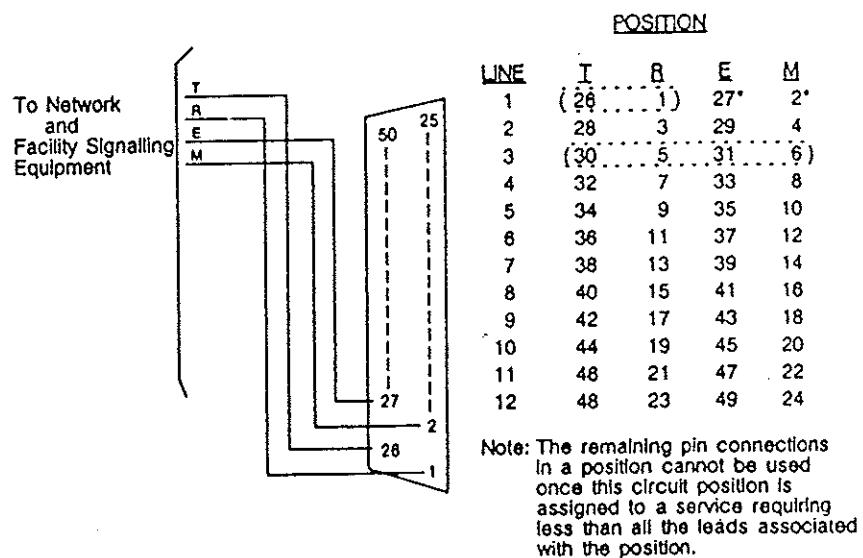 POSITION
LINE T R E M
1 (26 1) 27* 2*
2 28 3 29 4
3 (30 5 31 6)
4 32 7 33 8
5 34 9 35 10
6 36 11 37 12
7 38 13 39 14
8 40 15 41 16
9 42 17 43 18
10 44 19 45 20
11 46 21 47 22
12 48 23 49 24
Note: The remaining pin connections
in a position cannot be used
once this circuit position is
assigned to a service requiring
less than all the leads associated
with the position.
To Network
and
Facility Signalling
Equipment
T
R
E
M
50 25
27
2
26
1